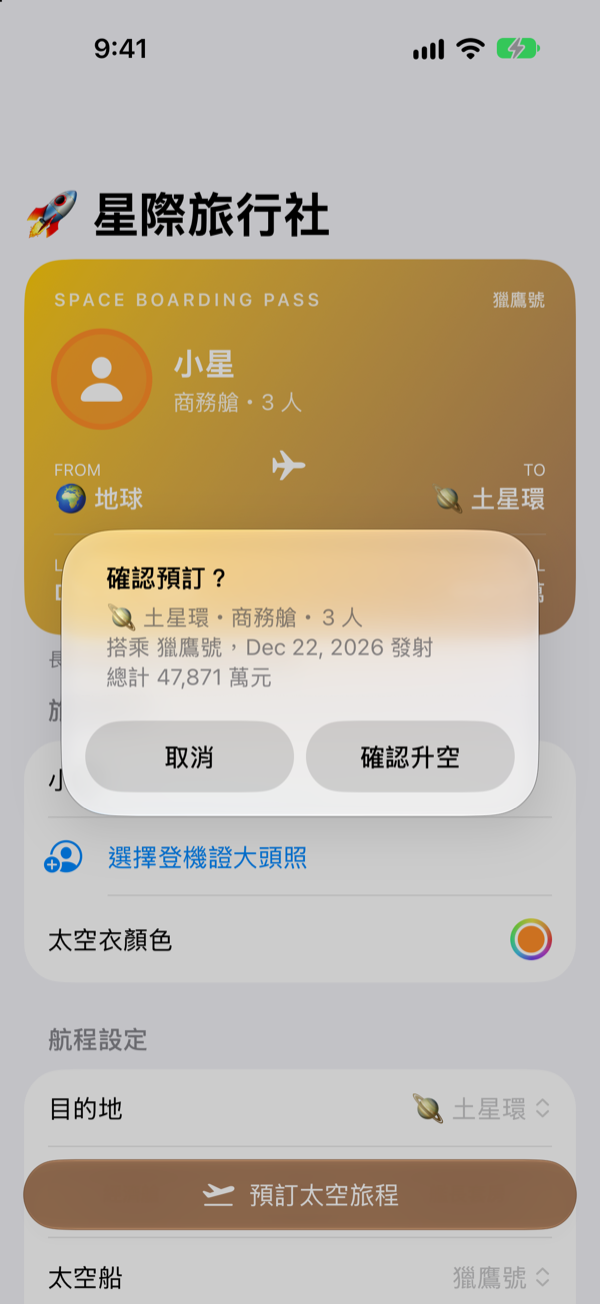 9:41
星際旅行社
SPACE BOARDING PASS
獵鷹號
小星
商務艙・3 人
FROM
TO
地球
土星環
確認預訂？
土星環・商務艙・3 人
搭乘 獵鷹號，Dec 22, 2026 發射
總計 47,871 萬元
取消
確認升空
選擇登機證大頭照
太空衣顏色
航程設定
目的地
土星環
預訂太空旅程
太空船
獵鷹號